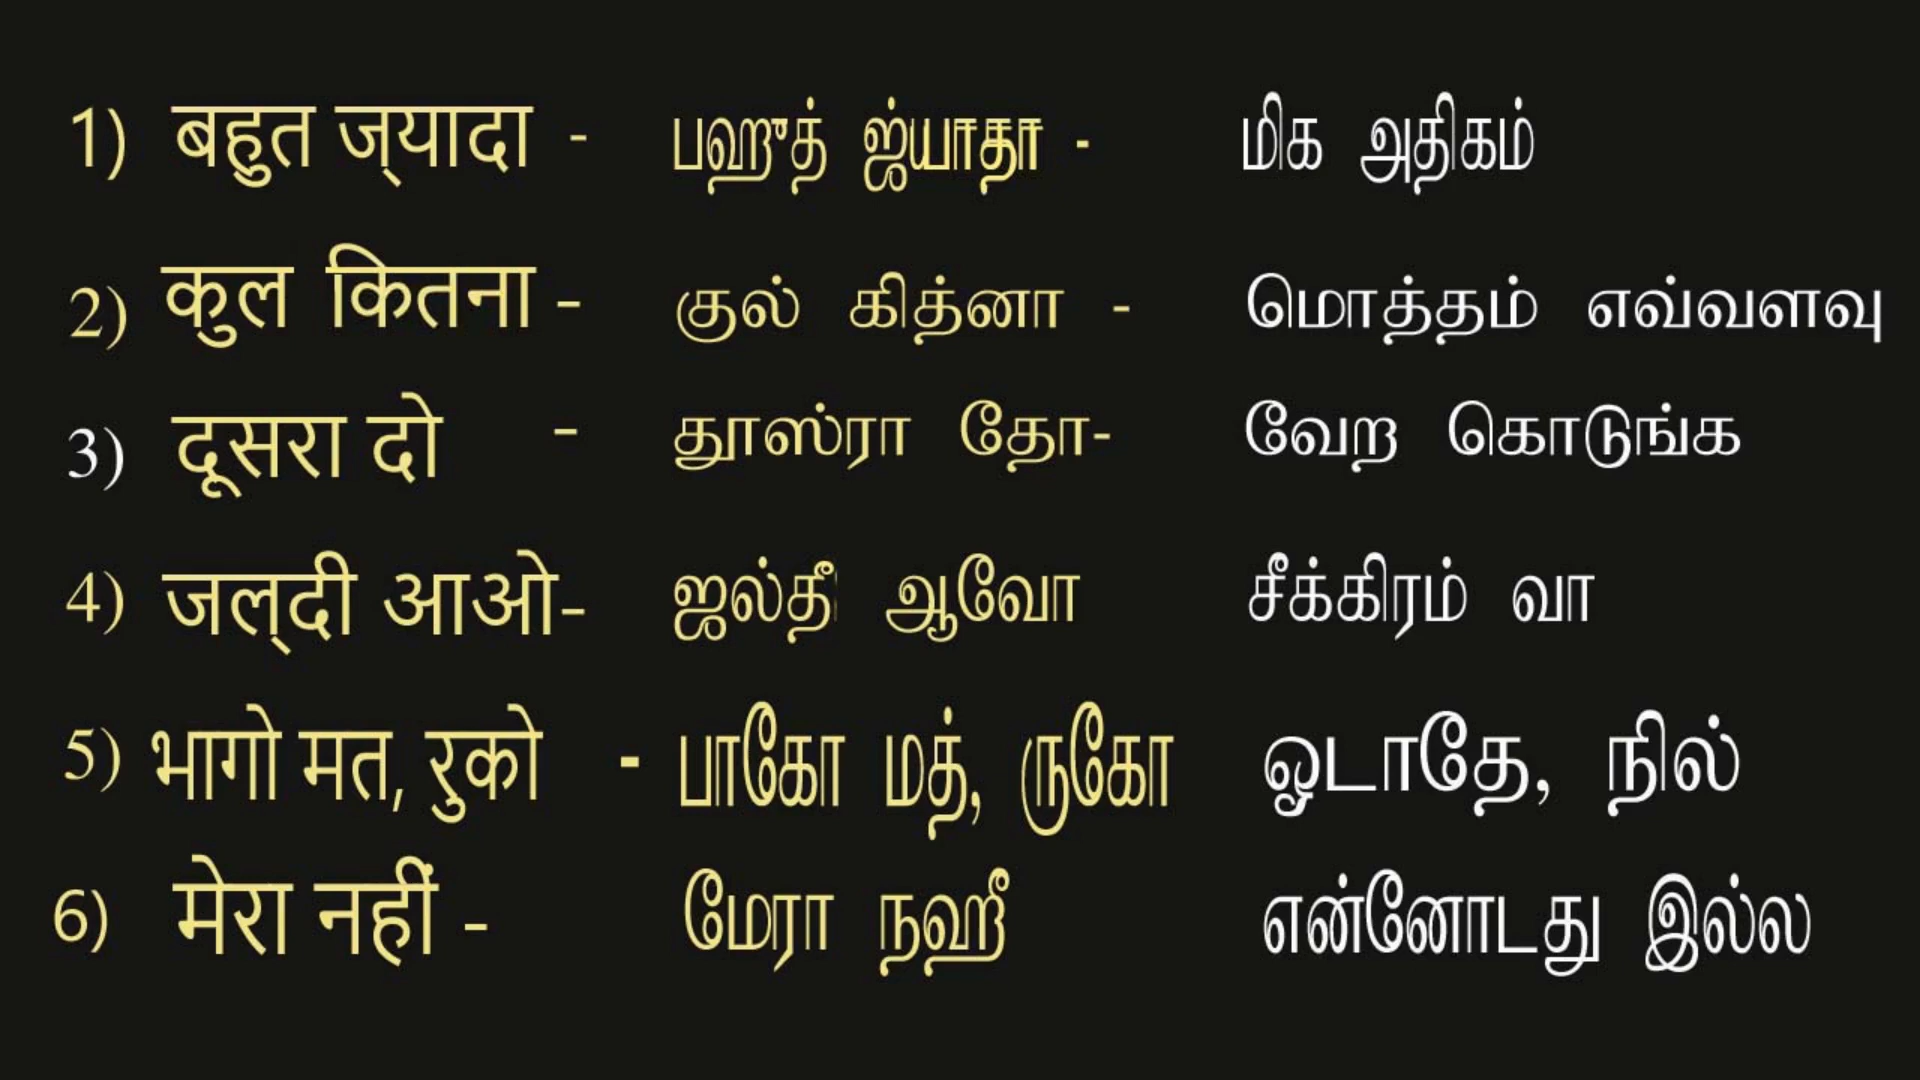 1) बहुत ज्‌यादा - பஹுத் ஜ்யாதா - மிக அதிகம்
2) कुल कितना - குல் கித்னா - மொத்தம் எவ்வளவு
3) दूसरा दो - தூஸ்ரா தோ- வேற கொடுங்க
4) जल्‌दी आओ- ஜல்தீ ஆவோ சீக்கிரம் வா
5) भागो मत, रुको - பாகோ மத், ருகோ ஓடாதே, நில்
6) मेरा नहीं - மேரா நஹீ என்னோடது இல்ல